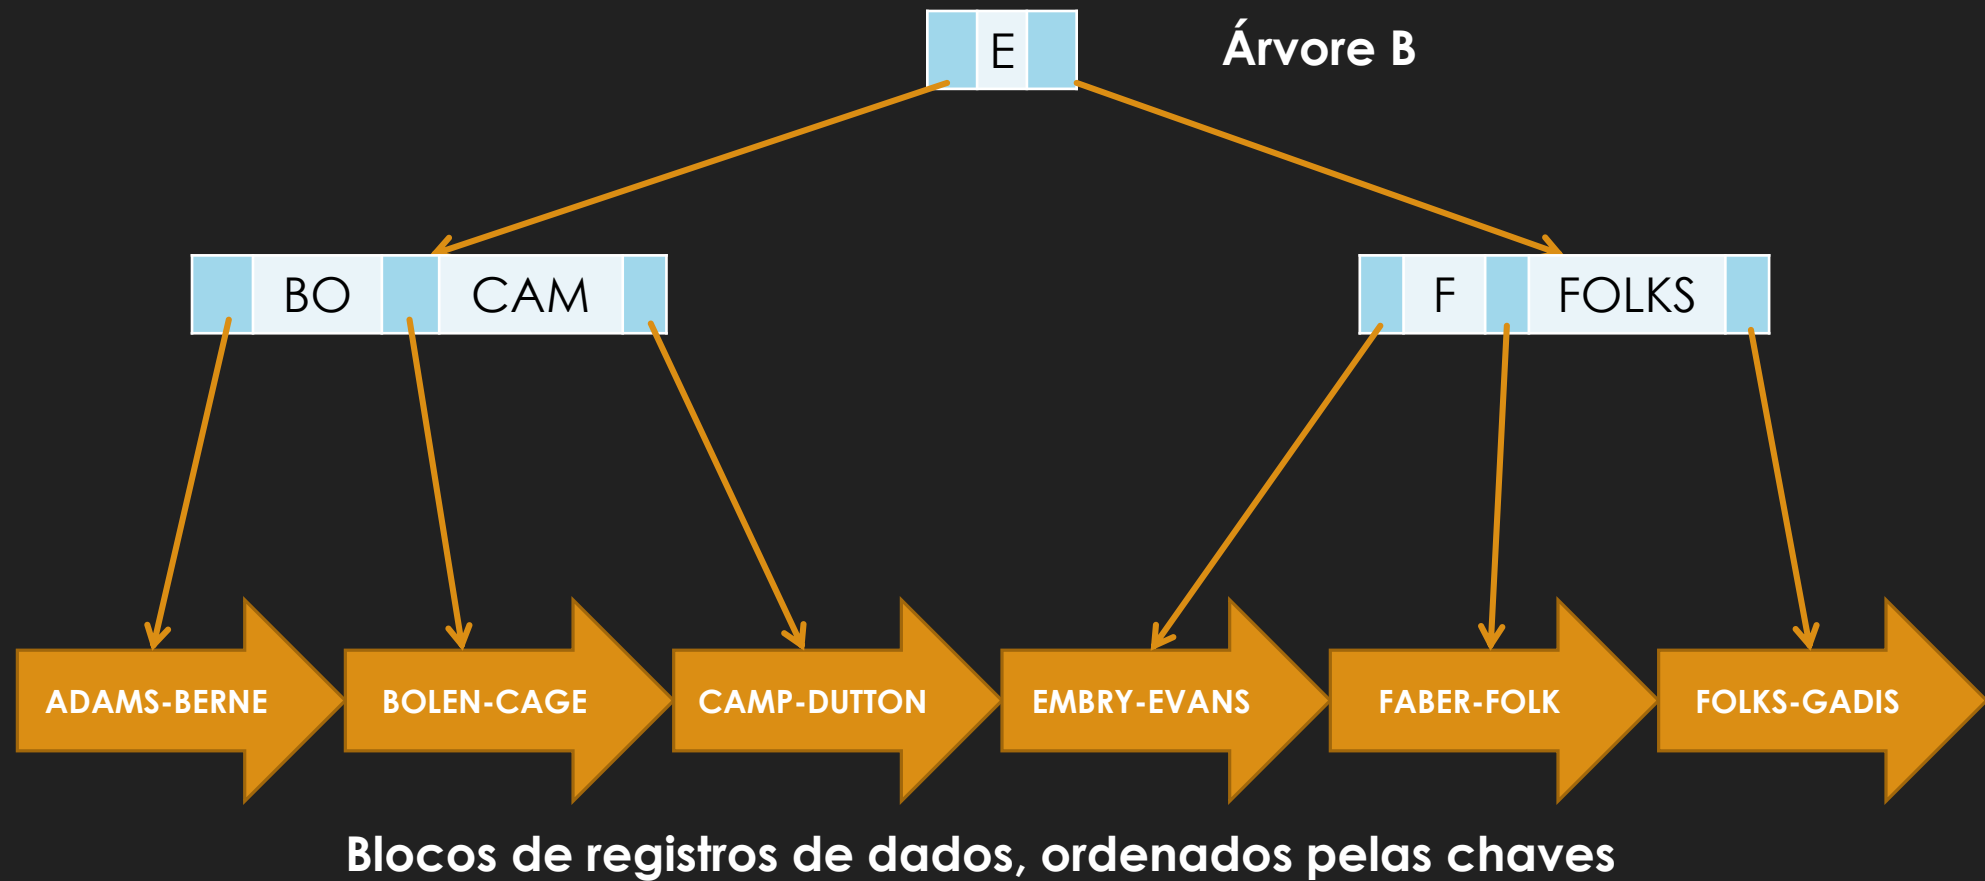 E
Árvore B
BO CAM
F FOLKS
ADAMS-BERNE
BOLEN-CAGE
CAMP-DUTTON
EMBRY-EVANS
FABER-FOLK
FOLKS-GADIS
Blocos de registros de dados, ordenados pelas chaves